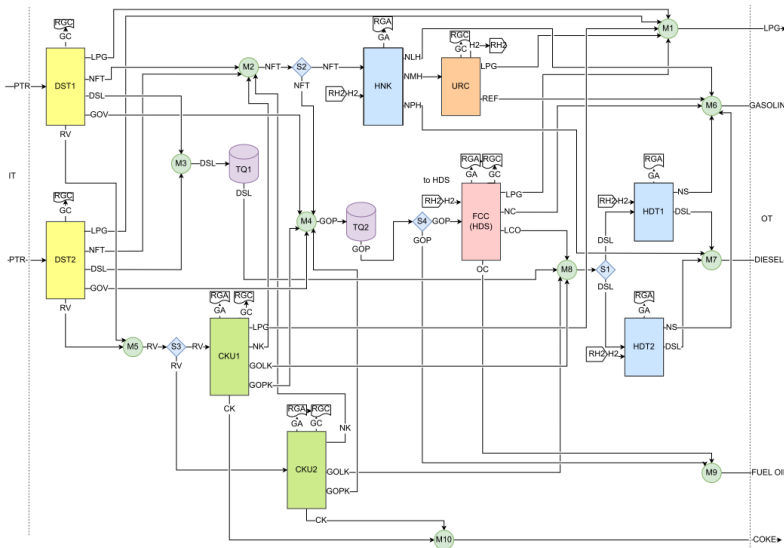 RGC
GC
PTR
DST1
LPG
NFT
DSL
GOV
RV
IT
RGC
GC
PTR
DST2
LPG
NFT
DSL
GOV
RV
M3
DSL
TQ1
DSL
M2
NFT
S2
NFT
NFT
RGA
GA
RH2
H2
HNK
NLH
NMH
NPH
RGC
GC
H2
RH2
URC
LPG
REF
M1
LPG
M6
GASOLIN
M4
GOP
TQ2
GOP
S4
GOP
GOP
to HDS
RH2
H2
RGA
RGC
GA
GC
FCC
(HDS)
LPG
NC
LCO
OC
M8
S1
DSL
DSL
RGA
GA
RH2
H2
HDT1
NS
DSL
OT
M7
DIESEL
RGA
GA
RH2
H2
HDT2
NS
DSL
M5
RV
S3
RV
RV
RGA
RGC
GA
GC
CKU1
LPG
NK
GOLK
GOPK
CK
RGA
RGC
GA
GC
CKU2
NK
GOLK
GOPK
CK
M9
FUEL OIL
M10
COKE